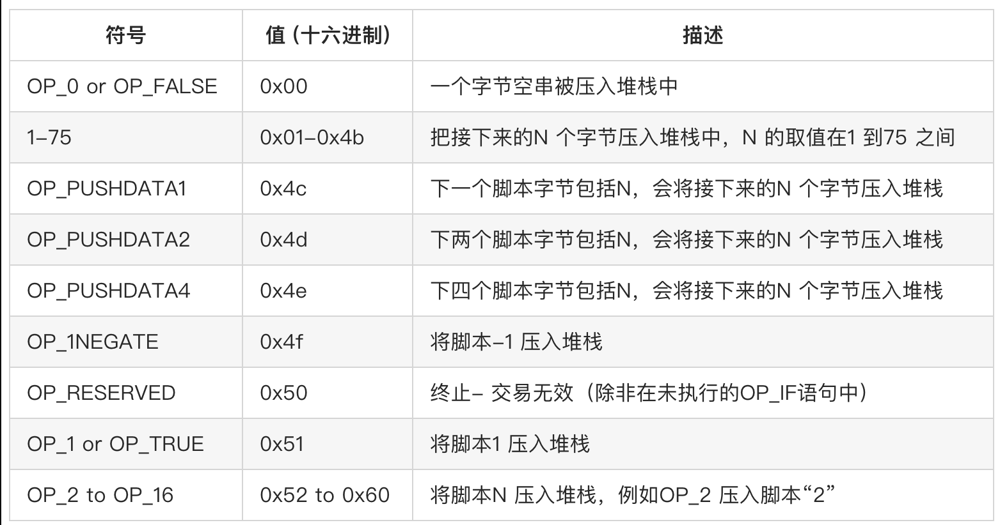 符号 值 (十六进制) 描述
OP_0 or OP_FALSE 0x00 一个字节空串被压入堆栈中
1–75 0x01–0x4b 把接下来的N 个字节压入堆栈中，N 的取值在1 到75 之间
OP_PUSHDATA1 0x4c 下一个脚本字节包括N，会将接下来的N 个字节压入堆栈
OP_PUSHDATA2 0x4d 下两个脚本字节包括N，会将接下来的N 个字节压入堆栈
OP_PUSHDATA4 0x4e 下四个脚本字节包括N，会将接下来的N 个字节压入堆栈
OP_1NEGATE 0x4f 将脚本–1 压入堆栈
OP_RESERVED 0x50 终止– 交易无效（除非在未执行的OP_IF语句中）
OP_1 or OP_TRUE 0x51 将脚本1 压入堆栈
OP_2 to OP_16 0x52 to 0x60 将脚本N 压入堆栈，例如OP_2 压入脚本“2”